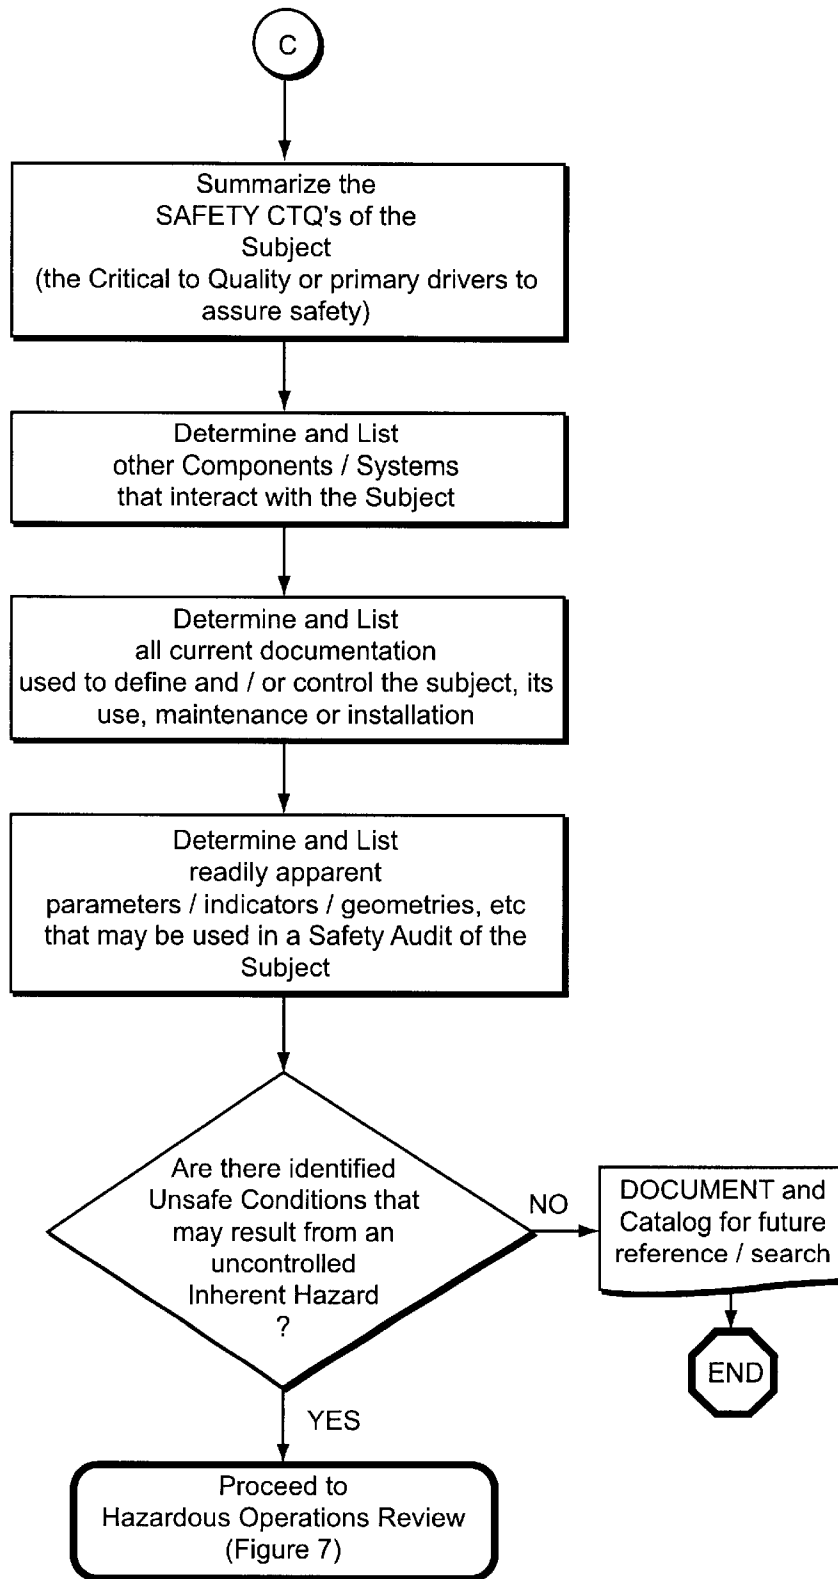 C
Summarize the
SAFETY CTQ's of the
Subject
(the Critical to Quality or primary drivers to
assure safety)
Determine and List
other Components / Systems
that interact with the Subject
Determine and List
all current documentation
used to define and / or control the subject, its
use, maintenance or installation
Determine and List
readily apparent
parameters / indicators / geometries, etc
that may be used in a Safety Audit of the
Subject
Are there identified
Unsafe Conditions that
may result from an
uncontrolled
Inherent Hazard
?
NO
DOCUMENT and
Catalog for future
reference / search
END
YES
Proceed to
Hazardous Operations Review
(Figure 7)